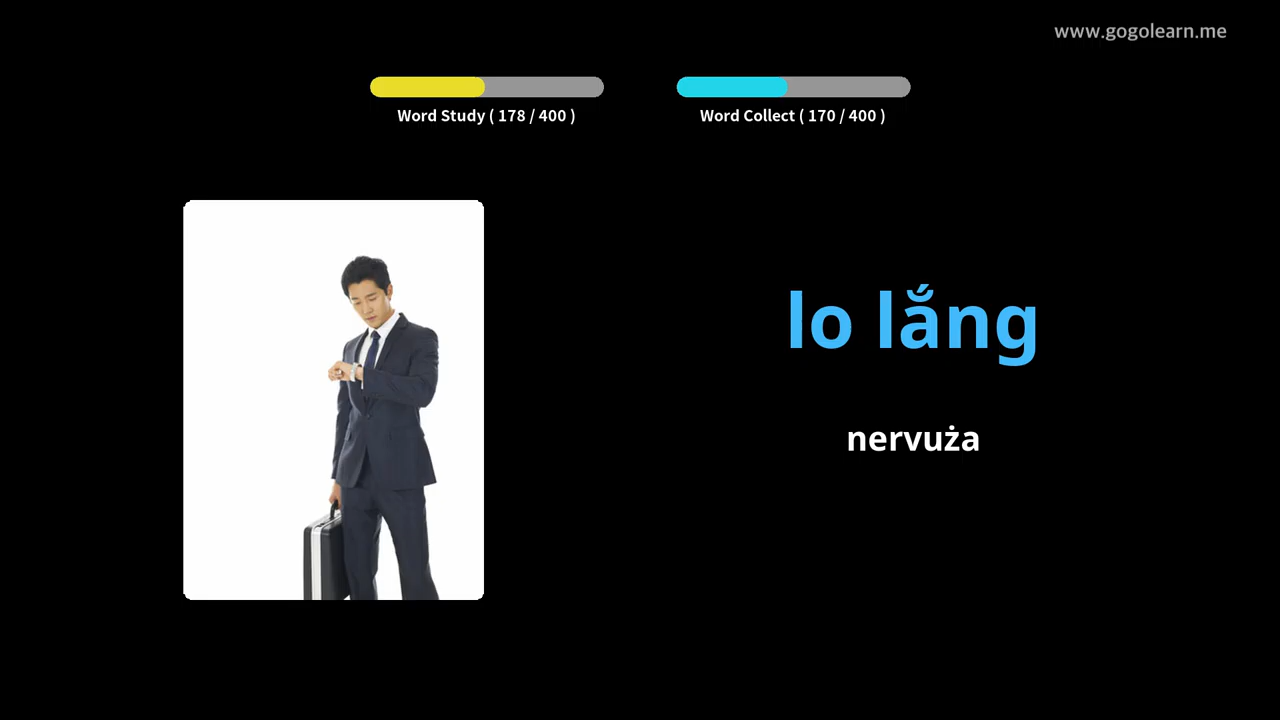 www.gogolearn.me
Word Study ( 178 / 400 )
Word Collect ( 170 / 400 )
lo lắng
nervuża